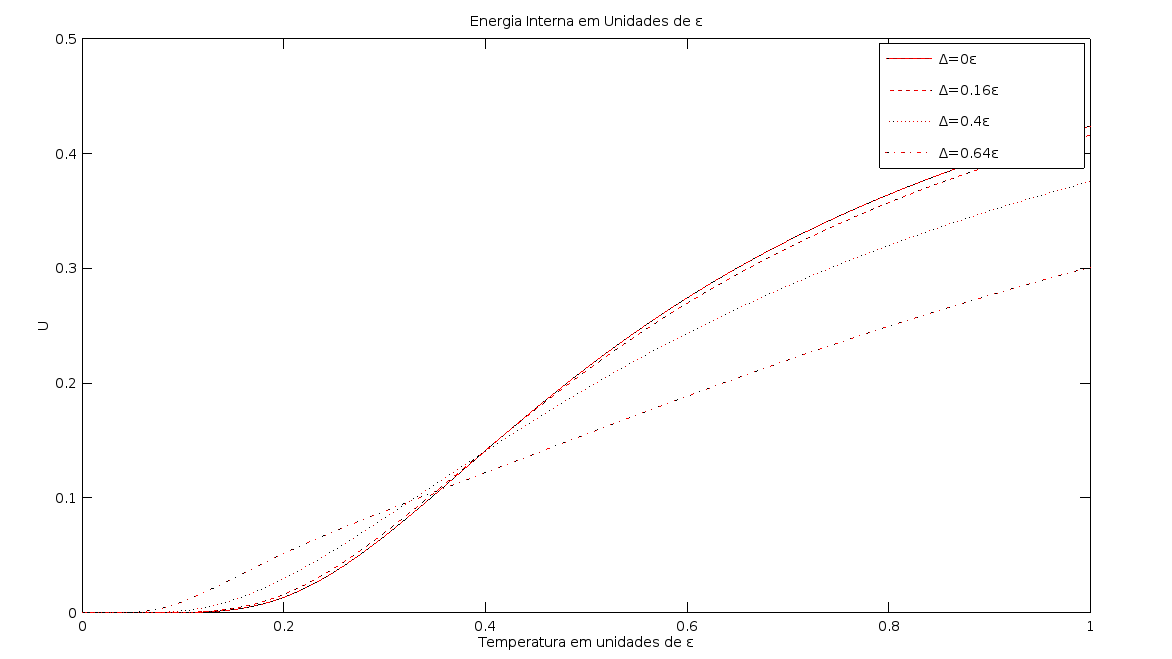 Energia Interna em Unidades de ε
0.5
0.4
0.3
0.2
0.1
0
U
Δ=0ε
Δ=0.16ε
Δ=0.4ε
Δ=0.64ε
0 0.2 0.4 0.6 0.8 1
Temperatura em unidades de ε